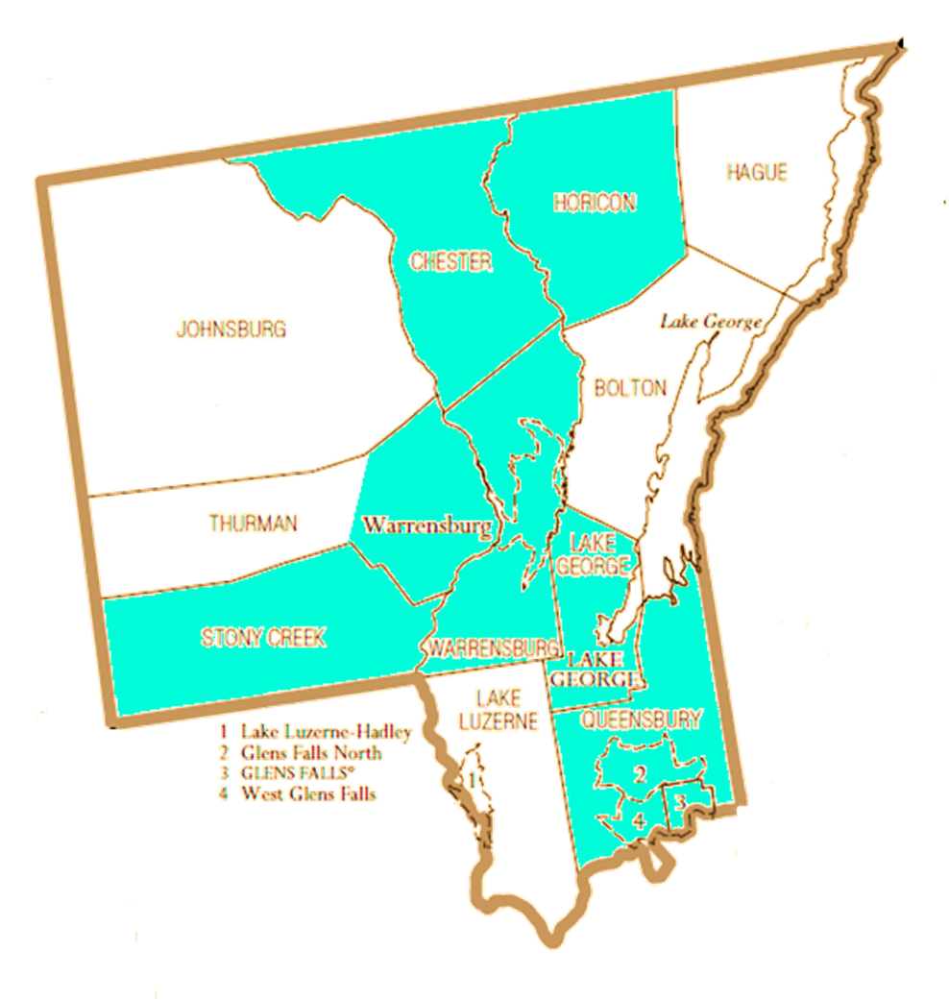 HAGUE
HORICON
CHESTER
Lake George
JOHNSBURG
BOLTON
THURMAN
Warrensburg
LAKE
GEORGE
STONY CREEK
WARRENSBURG
LAKE
GEORGE
LAKE
LUZERNE
QUEENSBURY
1 Lake Luzerne-Hadley
2 Glens Falls North
3 GLENS FALLS°
4 West Glens Falls
1
2
3
4